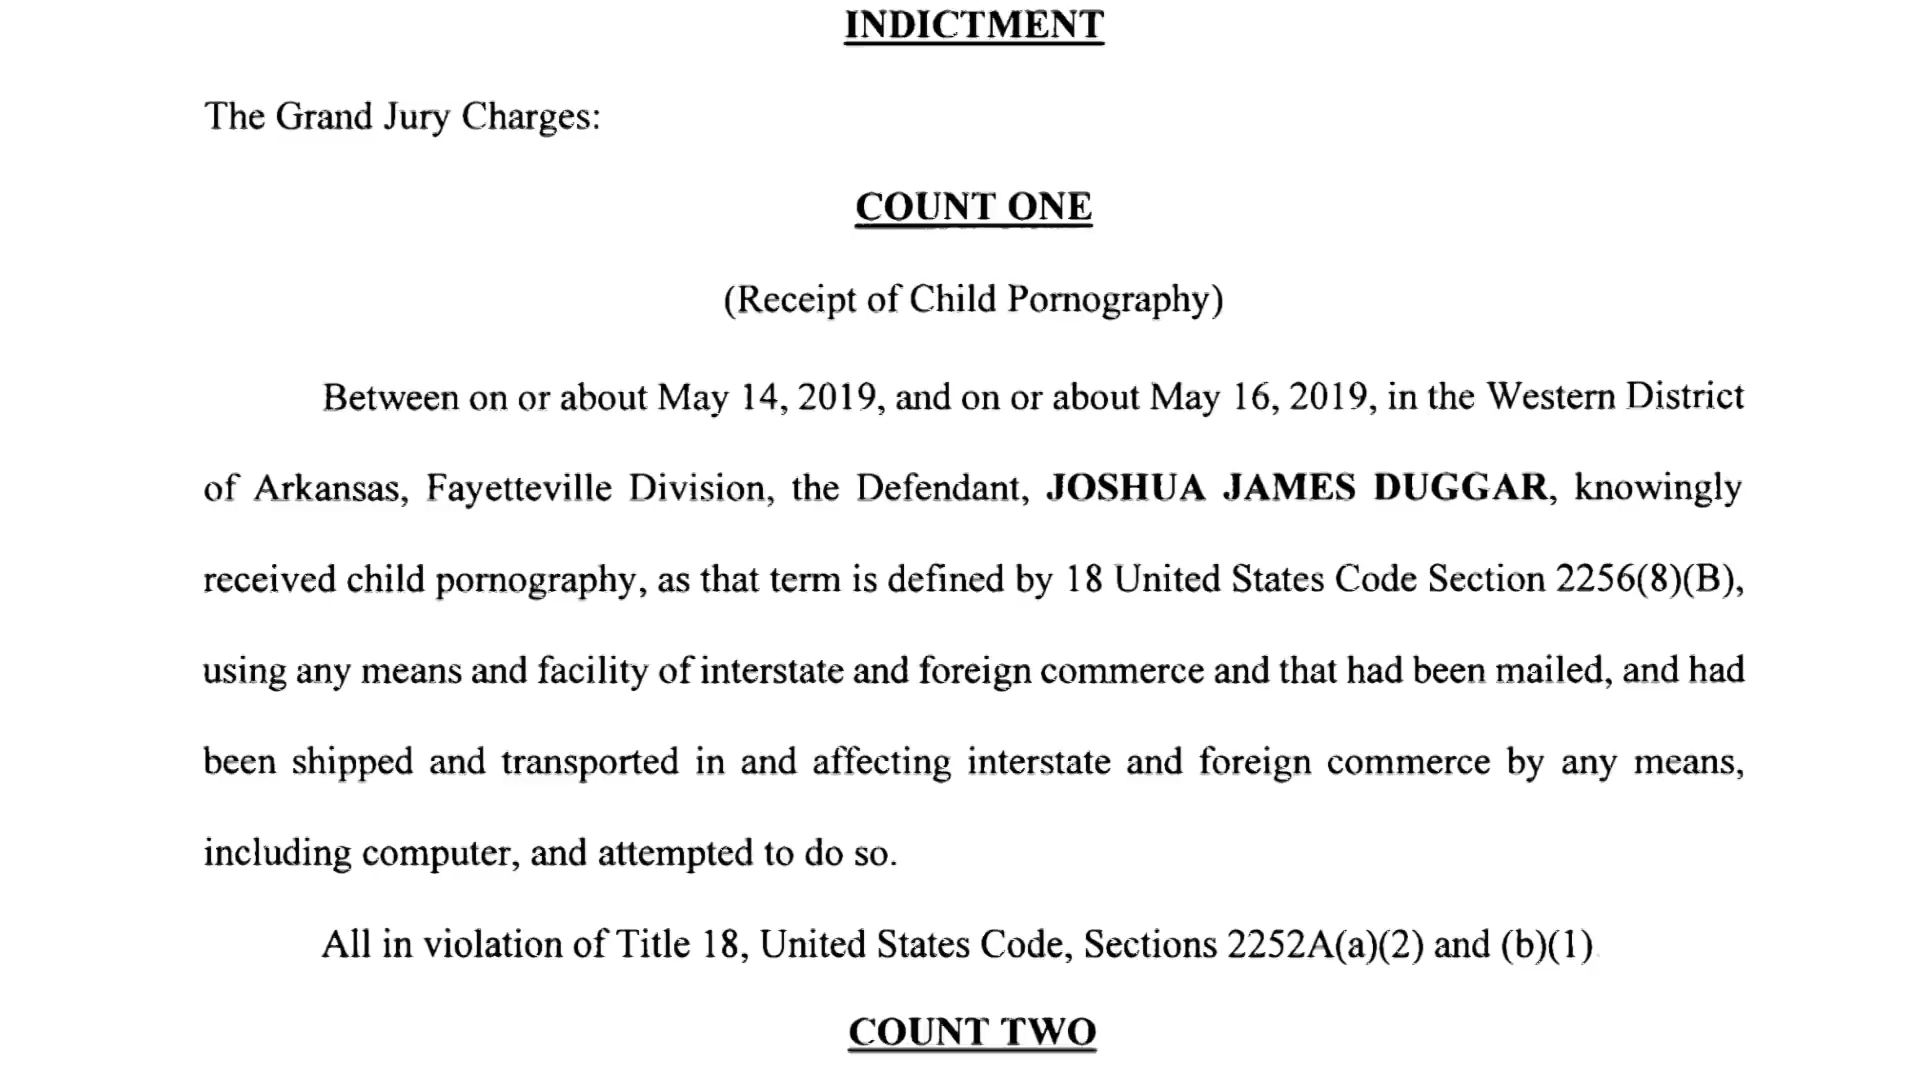 INDICTMENT
The Grand Jury Charges:
COUNT ONE
(Receipt of Child Pornography)
Between on or about May 14, 2019, and on or about May 16, 2019, in the Western District
of Arkansas, Fayetteville Division, the Defendant, JOSHUA JAMES DUGGAR, knowingly
received child pornography, as that term is defined by 18 United States Code Section 2256(8)(B),
using any means and facility of interstate and foreign commerce and that had been mailed, and had
been shipped and transported in and affecting interstate and foreign commerce by any means,
including computer, and attempted to do so.
All in violation of Title 18, United States Code, Sections 2252A(a)(2) and (b)(1)
COUNT TWO